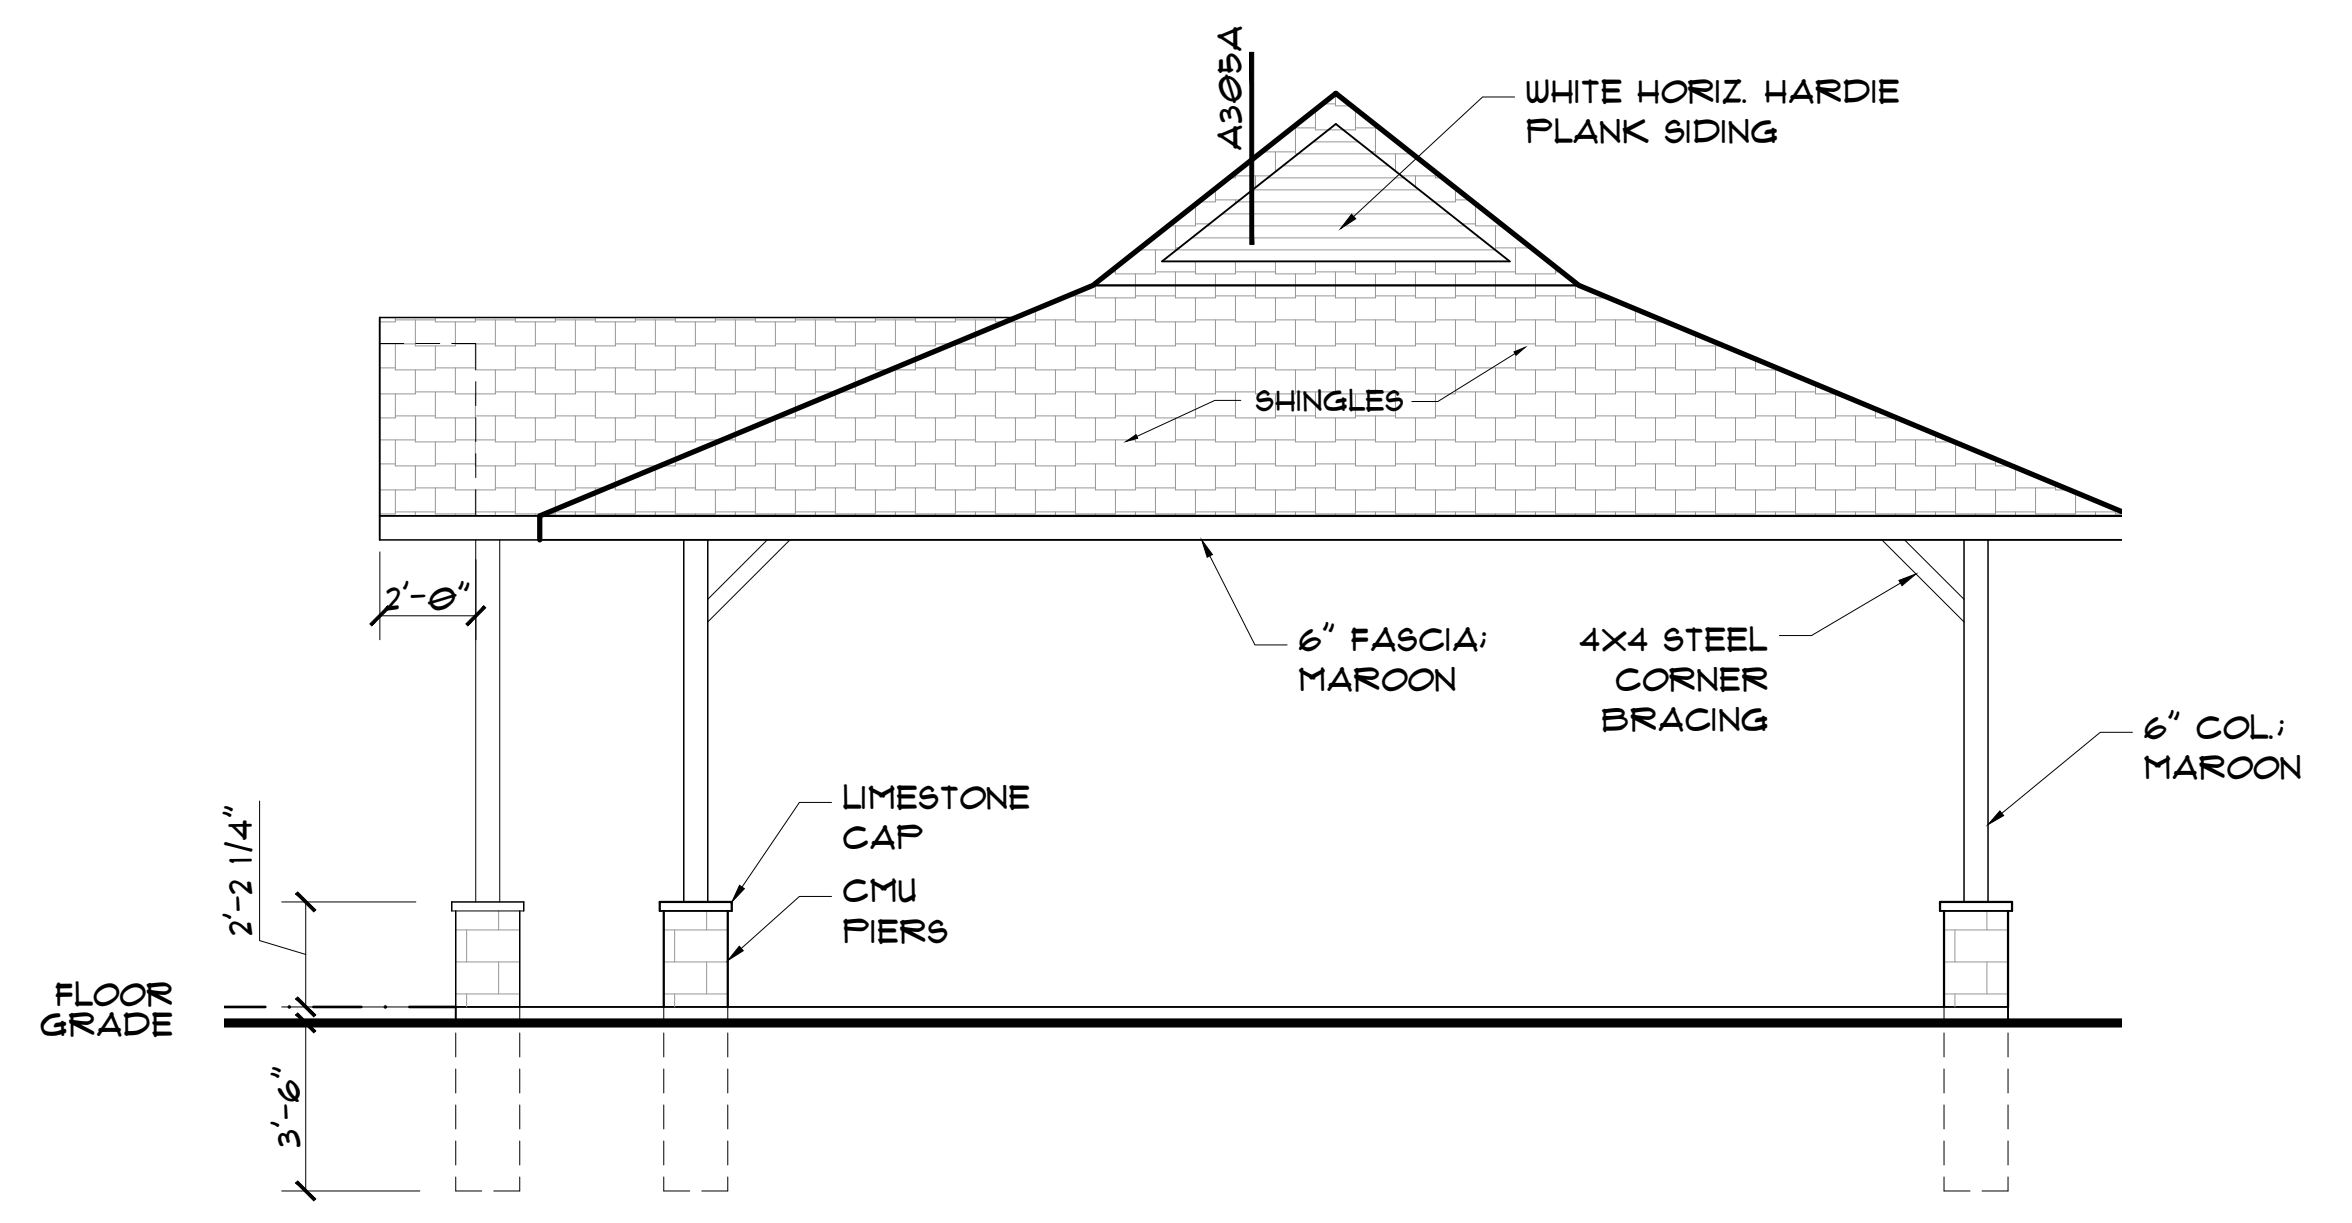 A305A
WHITE HORIZ. HARDIE
PLANK SIDING
SHINGLES
2'-0"
6" FASCIA;
MAROON
4X4 STEEL
CORNER
BRACING
6" COL.;
MAROON
LIMESTONE
CAP
CMU
PIERS
2'-2 1/4"
FLOOR
GRADE
3'-6"